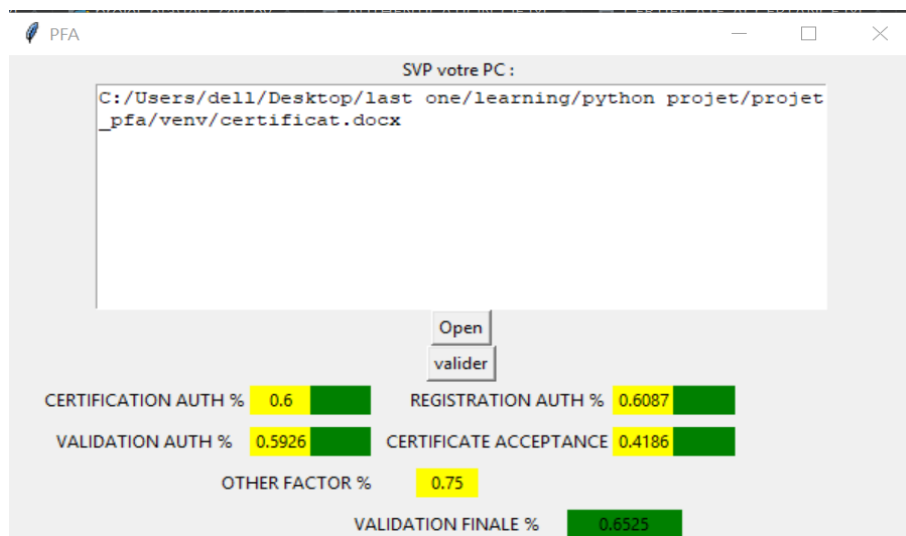 PFA
SVP votre PC :
C:/Users/dell/Desktop/last one/learning/python projet/projet
_pfa/venv/certificat.docx
Open
valider
CERTIFICATION AUTH % 0.6 REGISTRATION AUTH % 0.6087
VALIDATION AUTH % 0.5926 CERTIFICATE ACCEPTANCE 0.4186
OTHER FACTOR % 0.75
VALIDATION FINALE % 0.6525